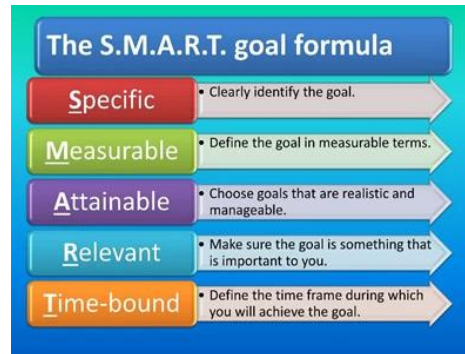 The S.M.A.R.T. goal formula
Specific
• Clearly identify the goal.
Measurable
• Define the goal in measurable terms.
Attainable
• Choose goals that are realistic and
manageable.
Relevant
• Make sure the goal is something that
is important to you.
Time-bound
• Define the time frame during which
you will achieve the goal.